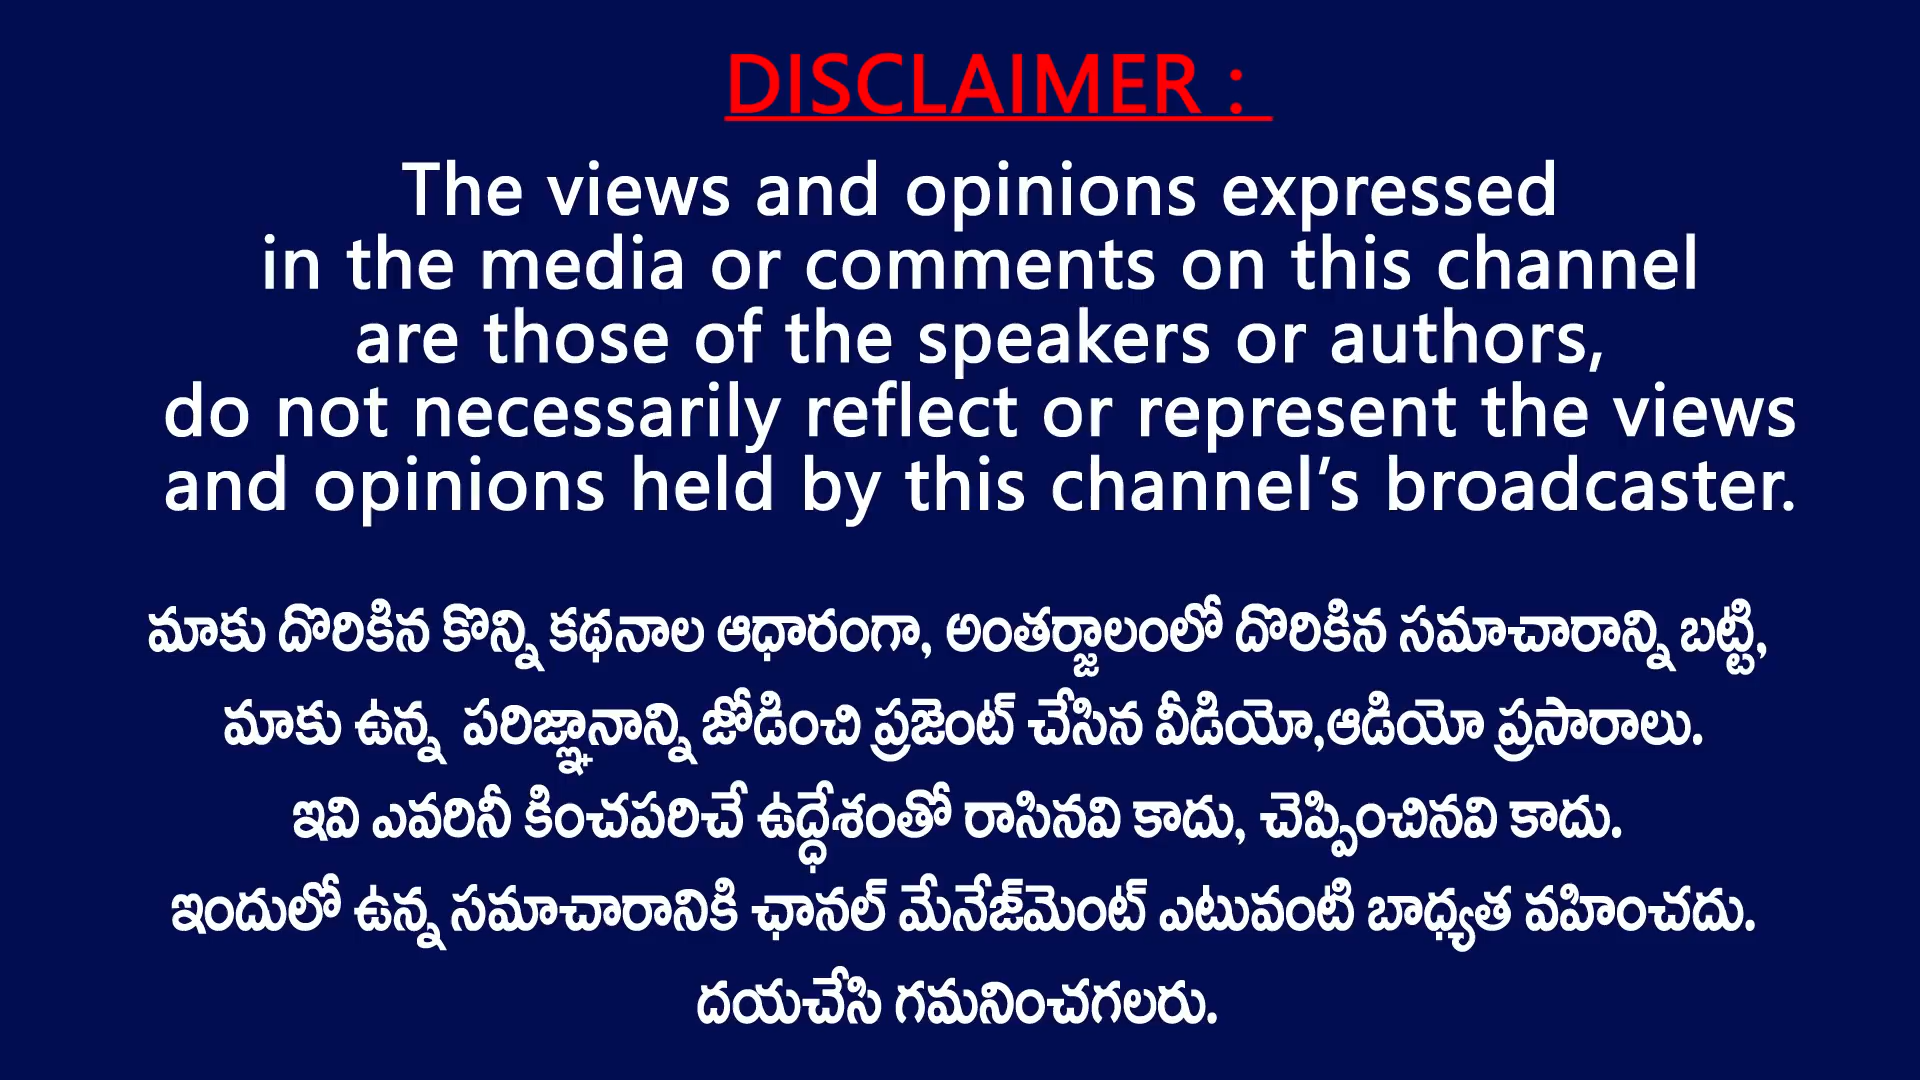 DISCLAIMER :
The views and opinions expressed
in the media or comments on this channel
are those of the speakers or authors,
do not necessarily reflect or represent the views
and opinions held by this channel’s broadcaster.
మాకు దొరికిన కొన్ని కథనాల ఆధారంగా, అంతర్జాలంలో దొరికిన సమాచారాన్ని బట్టి,
మాకు ఉన్న పరిజ్ఞానాన్ని జోడించి ప్రజెంట్ చేసిన వీడియో,ఆడియో ప్రసారాలు.
ఇవి ఎవరినీ కించపరిచే ఉద్ధేశంతో రాసినవి కాదు, చెప్పించినవి కాదు.
ఇందులో ఉన్న సమాచారానికి ఛానల్ మేనేజ్‌మెంట్ ఎటువంటి బాధ్యత వహించదు.
దయచేసి గమనించగలరు.